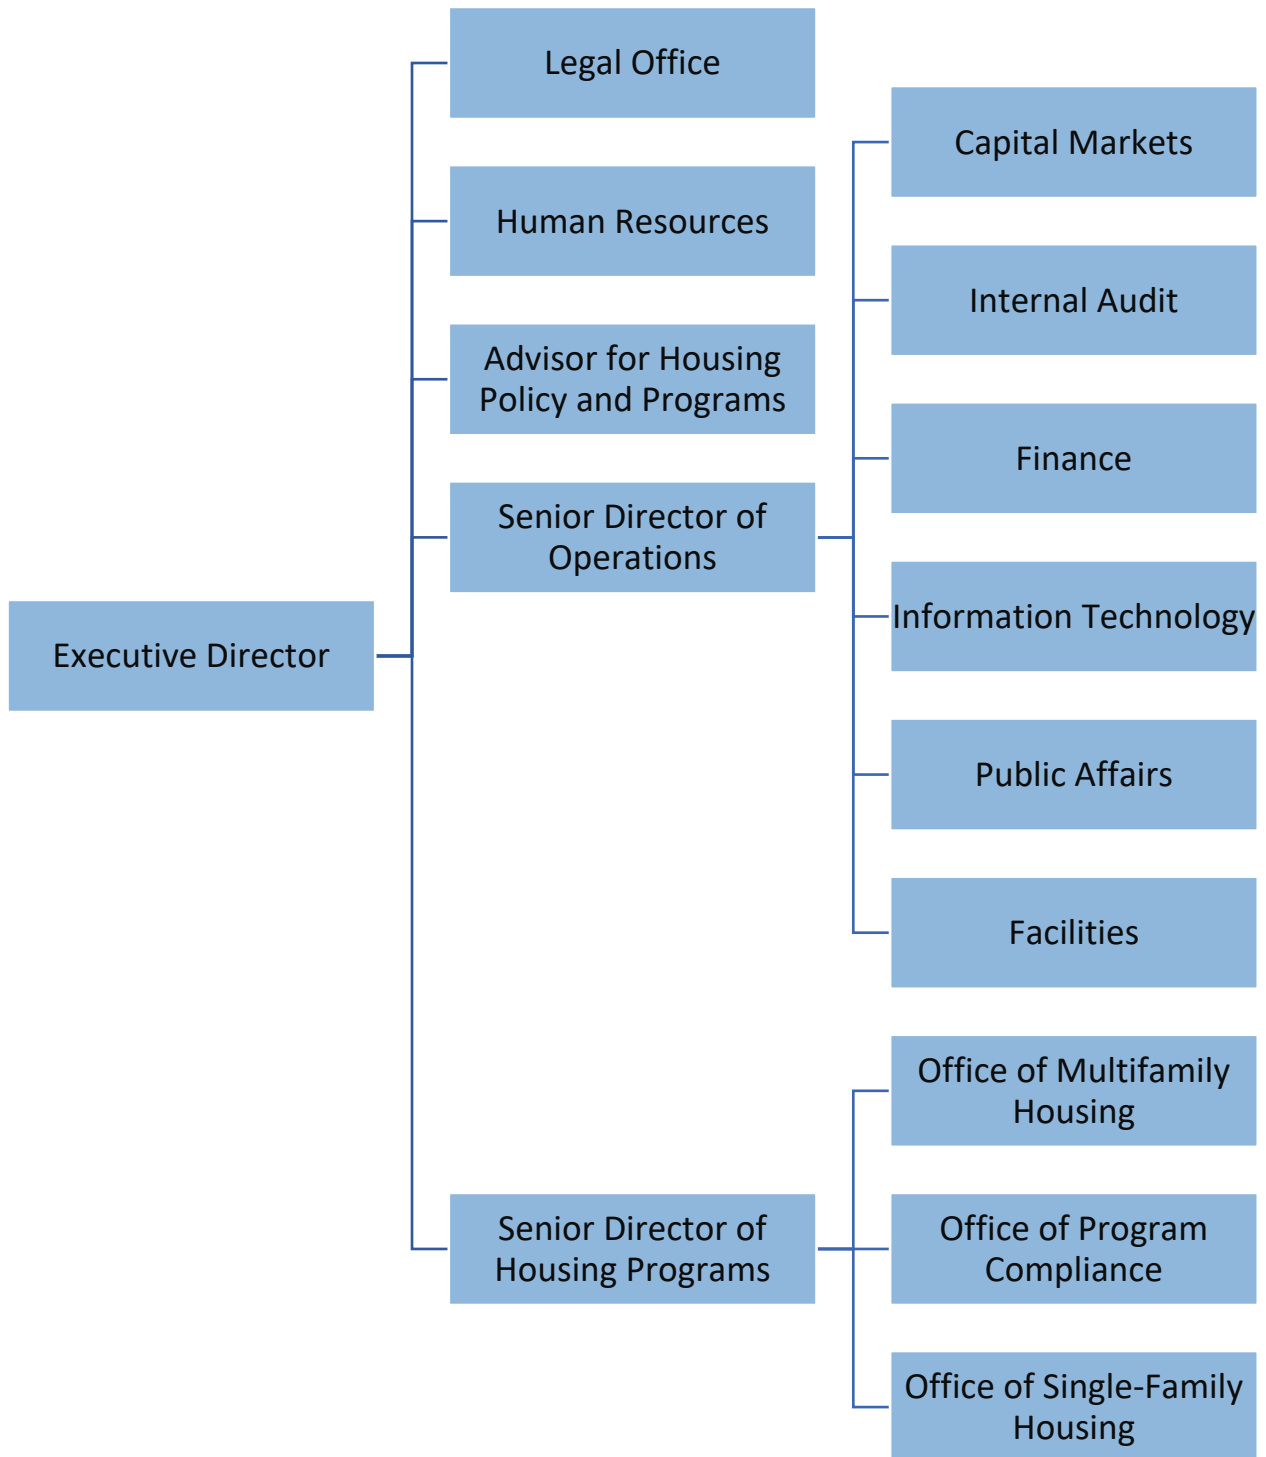 Executive Director
Legal Office
Human Resources
Advisor for Housing
Policy and Programs
Senior Director of
Operations
Capital Markets
Internal Audit
Finance
Information Technology
Public Affairs
Facilities
Senior Director of
Housing Programs
Office of Multifamily
Housing
Office of Program
Compliance
Office of Single-Family
Housing